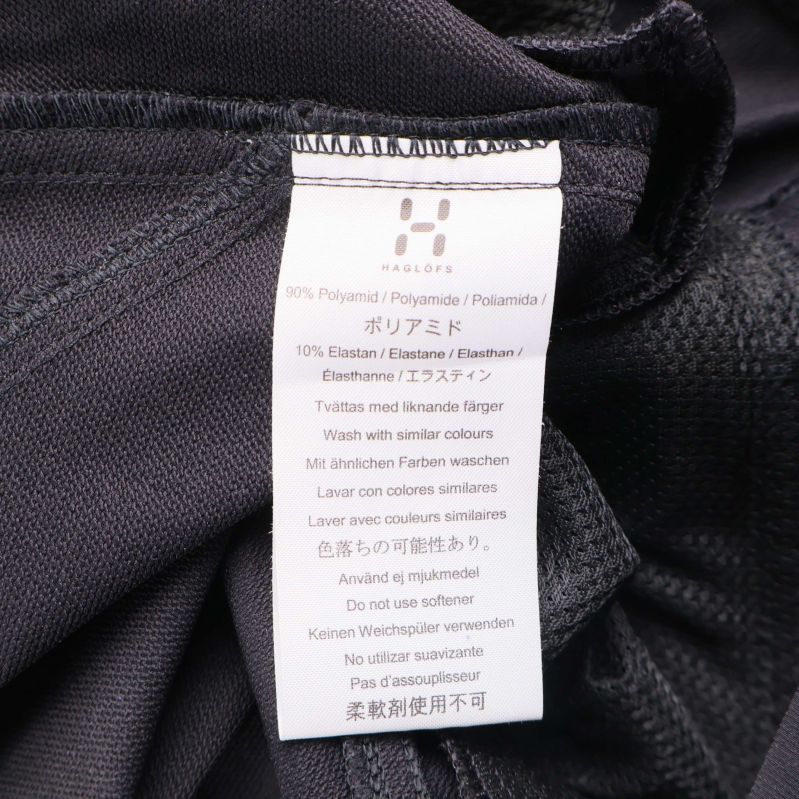 HAGLÖFS
90% Polyamid / Polyamide / Poliamida /
ポリアミド
10% Elastan / Elastane / Elasthan /
Élasthanne / エラスティン
Tvättas med liknande färger
Wash with similar colours
Mit ähnlichen Farben waschen
Lavar con colores similares
Laver avec couleurs similaires
色落ちの可能性あり。
Använd ej mjukmedel
Do not use softener
Keinen Weichspüler verwenden
No utilizar suavizante
Pas d'assouplisseur
柔軟剤使用不可